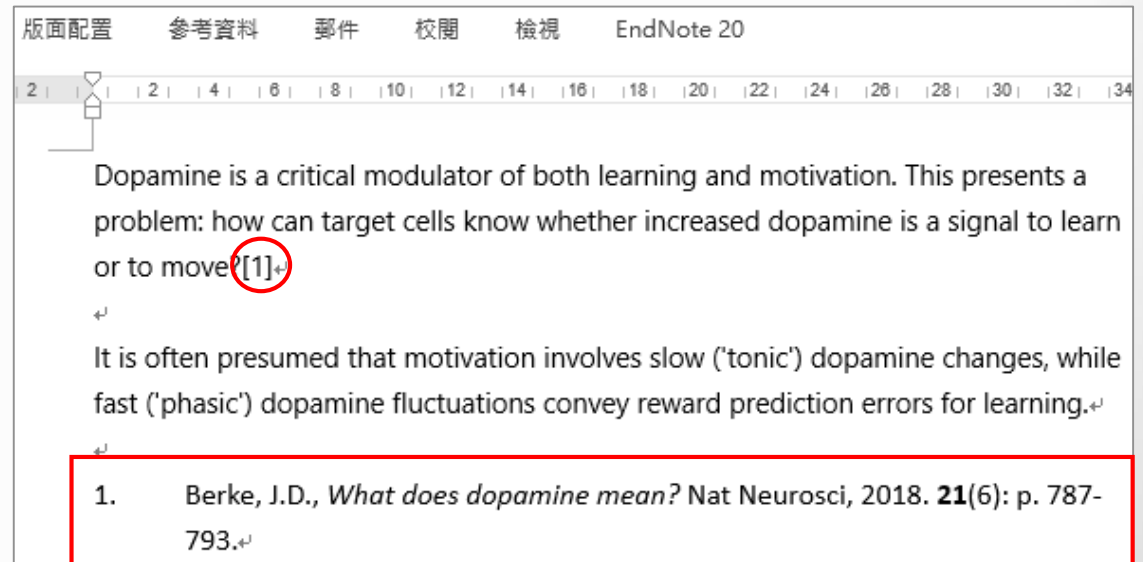 版面配置 參考資料 郵件 校閱 檢視 EndNote 20
2 2 4 6 8 10 12 14 16 18 20 22 24 26 28 30 32 34
Dopamine is a critical modulator of both learning and motivation. This presents a
problem: how can target cells know whether increased dopamine is a signal to learn
or to move?[1]↵
↵
It is often presumed that motivation involves slow ('tonic') dopamine changes, while
fast ('phasic') dopamine fluctuations convey reward prediction errors for learning.↵
↵
1. Berke, J.D., What does dopamine mean? Nat Neurosci, 2018. 21(6): p. 787-
793.↵